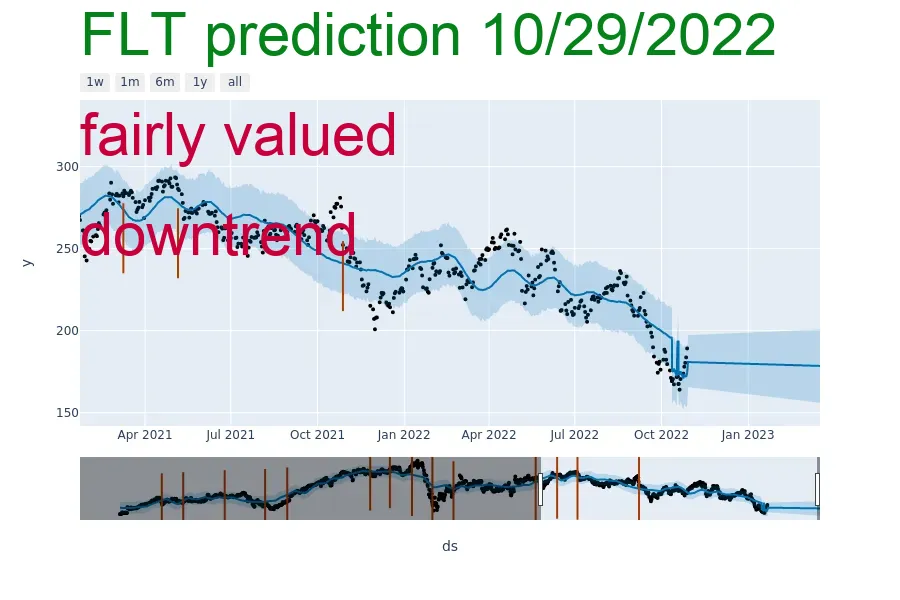 FLT prediction 10/29/2022
1w 1m 6m 1y all
fairly valued
300
downtrend
250
y
200
150
Apr 2021 Jul 2021 Oct 2021 Jan 2022 Apr 2022 Jul 2022 Oct 2022 Jan 2023
ds